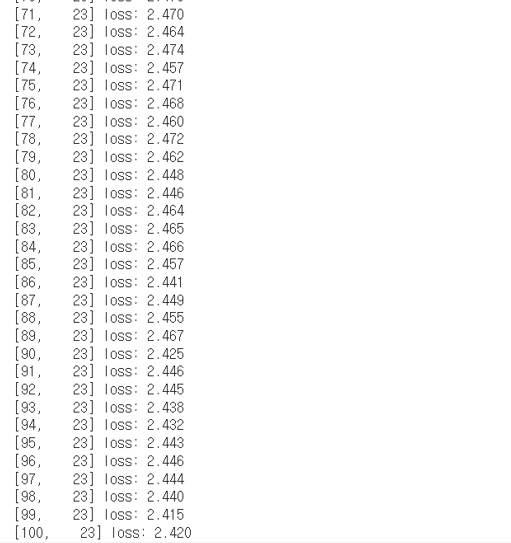 [71,    23] loss: 2.470
[72,    23] loss: 2.464
[73,    23] loss: 2.474
[74,    23] loss: 2.457
[75,    23] loss: 2.471
[76,    23] loss: 2.468
[77,    23] loss: 2.460
[78,    23] loss: 2.472
[79,    23] loss: 2.462
[80,    23] loss: 2.448
[81,    23] loss: 2.446
[82,    23] loss: 2.464
[83,    23] loss: 2.465
[84,    23] loss: 2.466
[85,    23] loss: 2.457
[86,    23] loss: 2.441
[87,    23] loss: 2.449
[88,    23] loss: 2.455
[89,    23] loss: 2.467
[90,    23] loss: 2.425
[91,    23] loss: 2.446
[92,    23] loss: 2.445
[93,    23] loss: 2.438
[94,    23] loss: 2.432
[95,    23] loss: 2.443
[96,    23] loss: 2.446
[97,    23] loss: 2.444
[98,    23] loss: 2.440
[99,    23] loss: 2.415
[100,    23] loss: 2.420